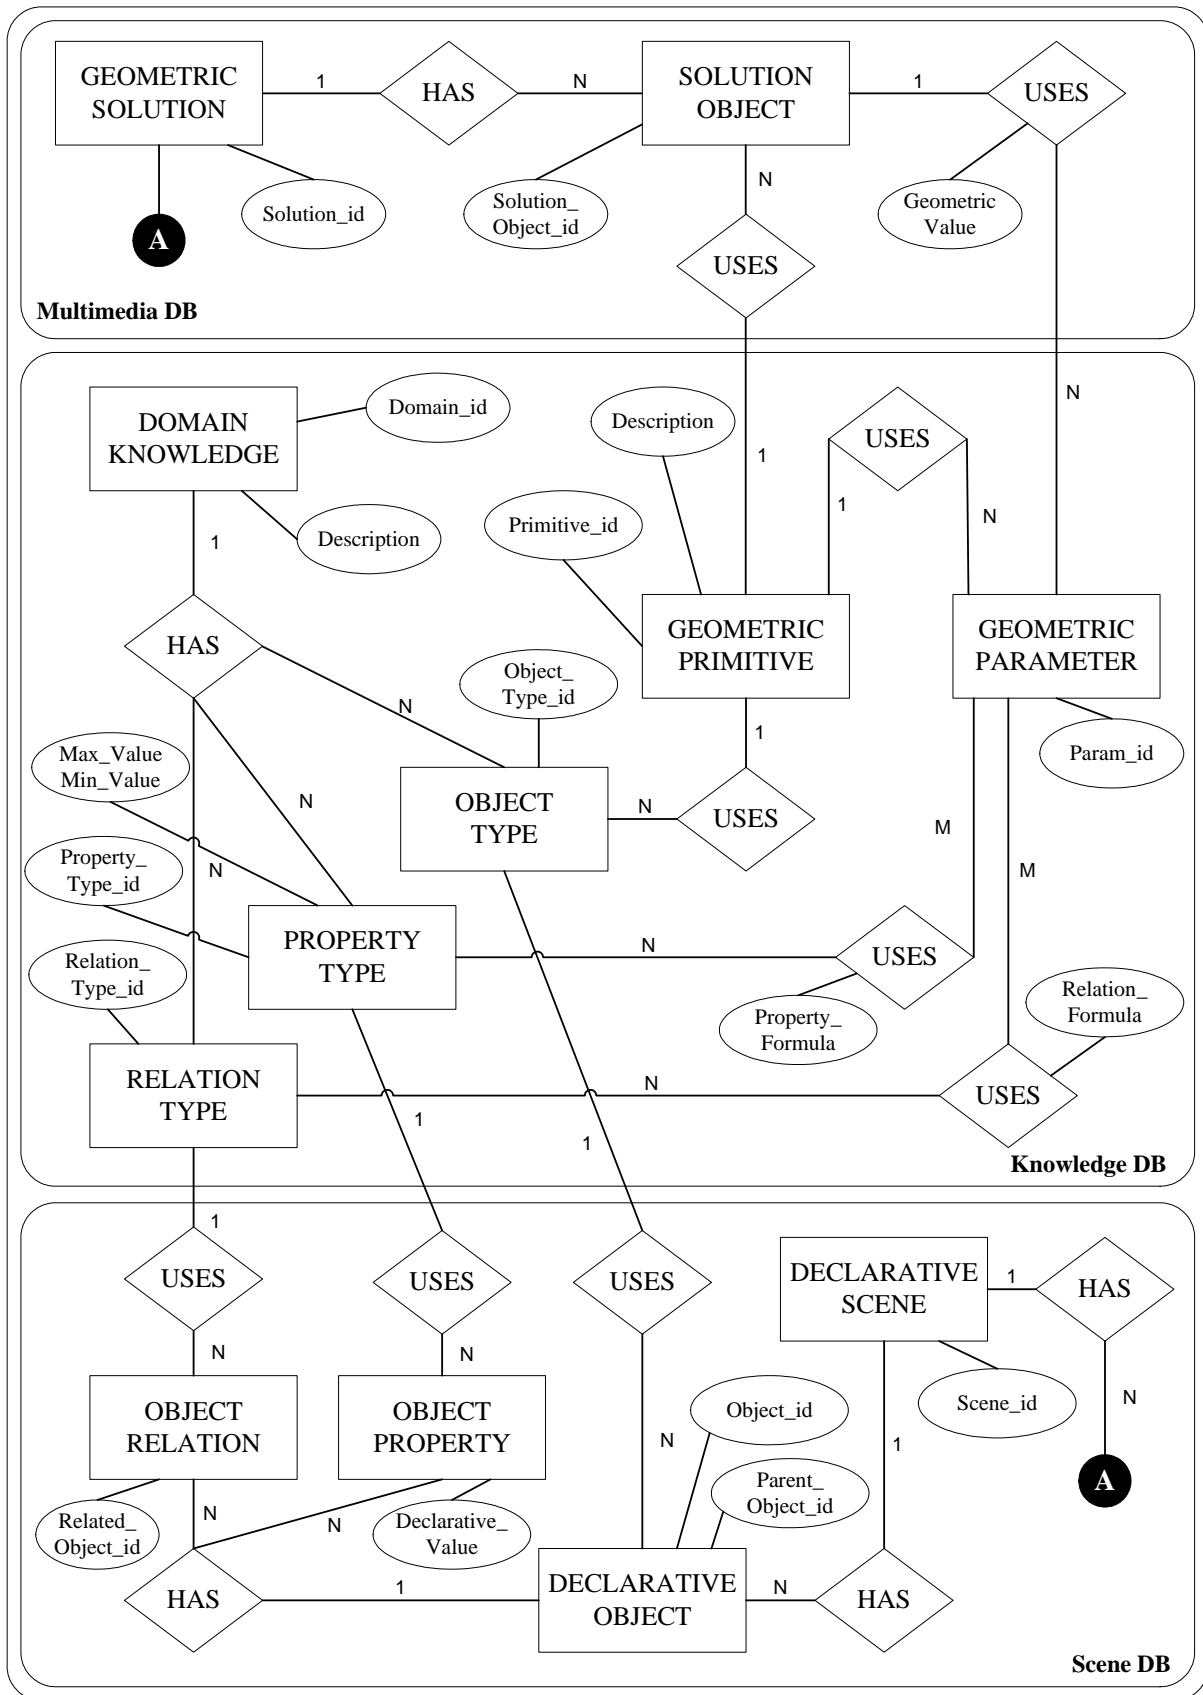 GEOMETRIC
SOLUTION
1
HAS
N
SOLUTION
OBJECT
1
USES
Solution_id
Solution_
Object_id
N
Geometric
Value
A
USES
Multimedia DB
DOMAIN
KNOWLEDGE
Domain_id
Description
USES
N
1
1
N
Primitive_id
Description
1
HAS
GEOMETRIC
PRIMITIVE
GEOMETRIC
PARAMETER
Object_
Type_id
N
1
Param_id
Max_Value
Min_Value
N
OBJECT
TYPE
N
USES
M
M
Property_
Type_id
N
PROPERTY
TYPE
N
USES
Relation_
Type_id
Property_
Formula
Relation_
Formula
RELATION
TYPE
N
USES
1
1
Knowledge DB
1
USES
USES
USES
DECLARATIVE
SCENE
1
HAS
N
N
OBJECT
RELATION
OBJECT
PROPERTY
Object_id
Scene_id
N
N
1
A
Parent_
Object_id
N
N
Related_
Object_id
Declarative_
Value
HAS
1
DECLARATIVE
OBJECT
N
HAS
Scene DB